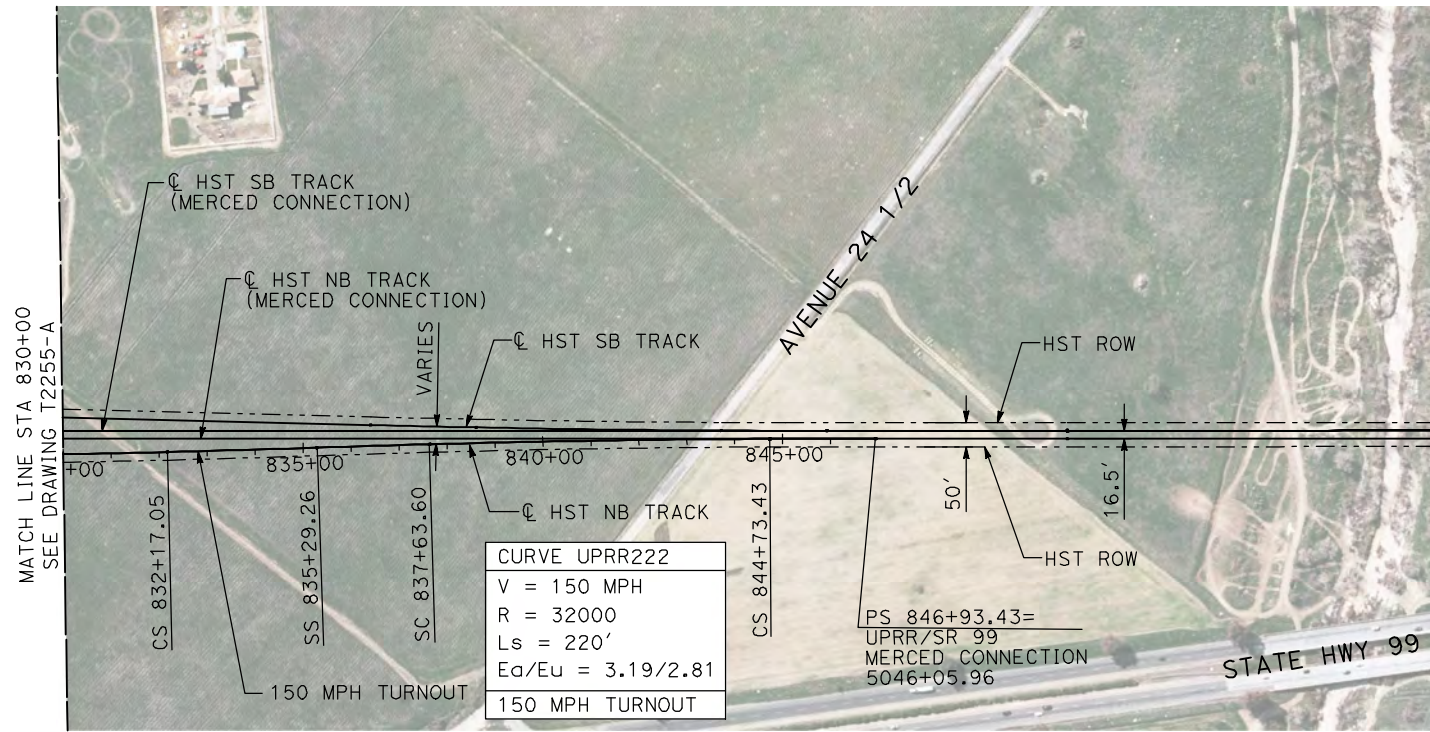 ℄ HST SB TRACK
(MERCED CONNECTION)
℄ HST NB TRACK
(MERCED CONNECTION)
VARIES
℄ HST SB TRACK
AVENUE 24 1/2
HST ROW
MATCH LINE STA 830+00
SEE DRAWING T2255-A
+00
835+00
840+00
845+00
CS 832+17.05
SS 835+29.26
SC 837+63.60
℄ HST NB TRACK
CS 844+73.43
50'
16.5'
HST ROW
150 MPH TURNOUT
CURVE UPRR222
V = 150 MPH
R = 32000
Ls = 220'
Ea/Eu = 3.19/2.81
150 MPH TURNOUT
PS 846+93.43=
UPRR/SR 99
MERCED CONNECTION
5046+05.96
STATE HWY 99